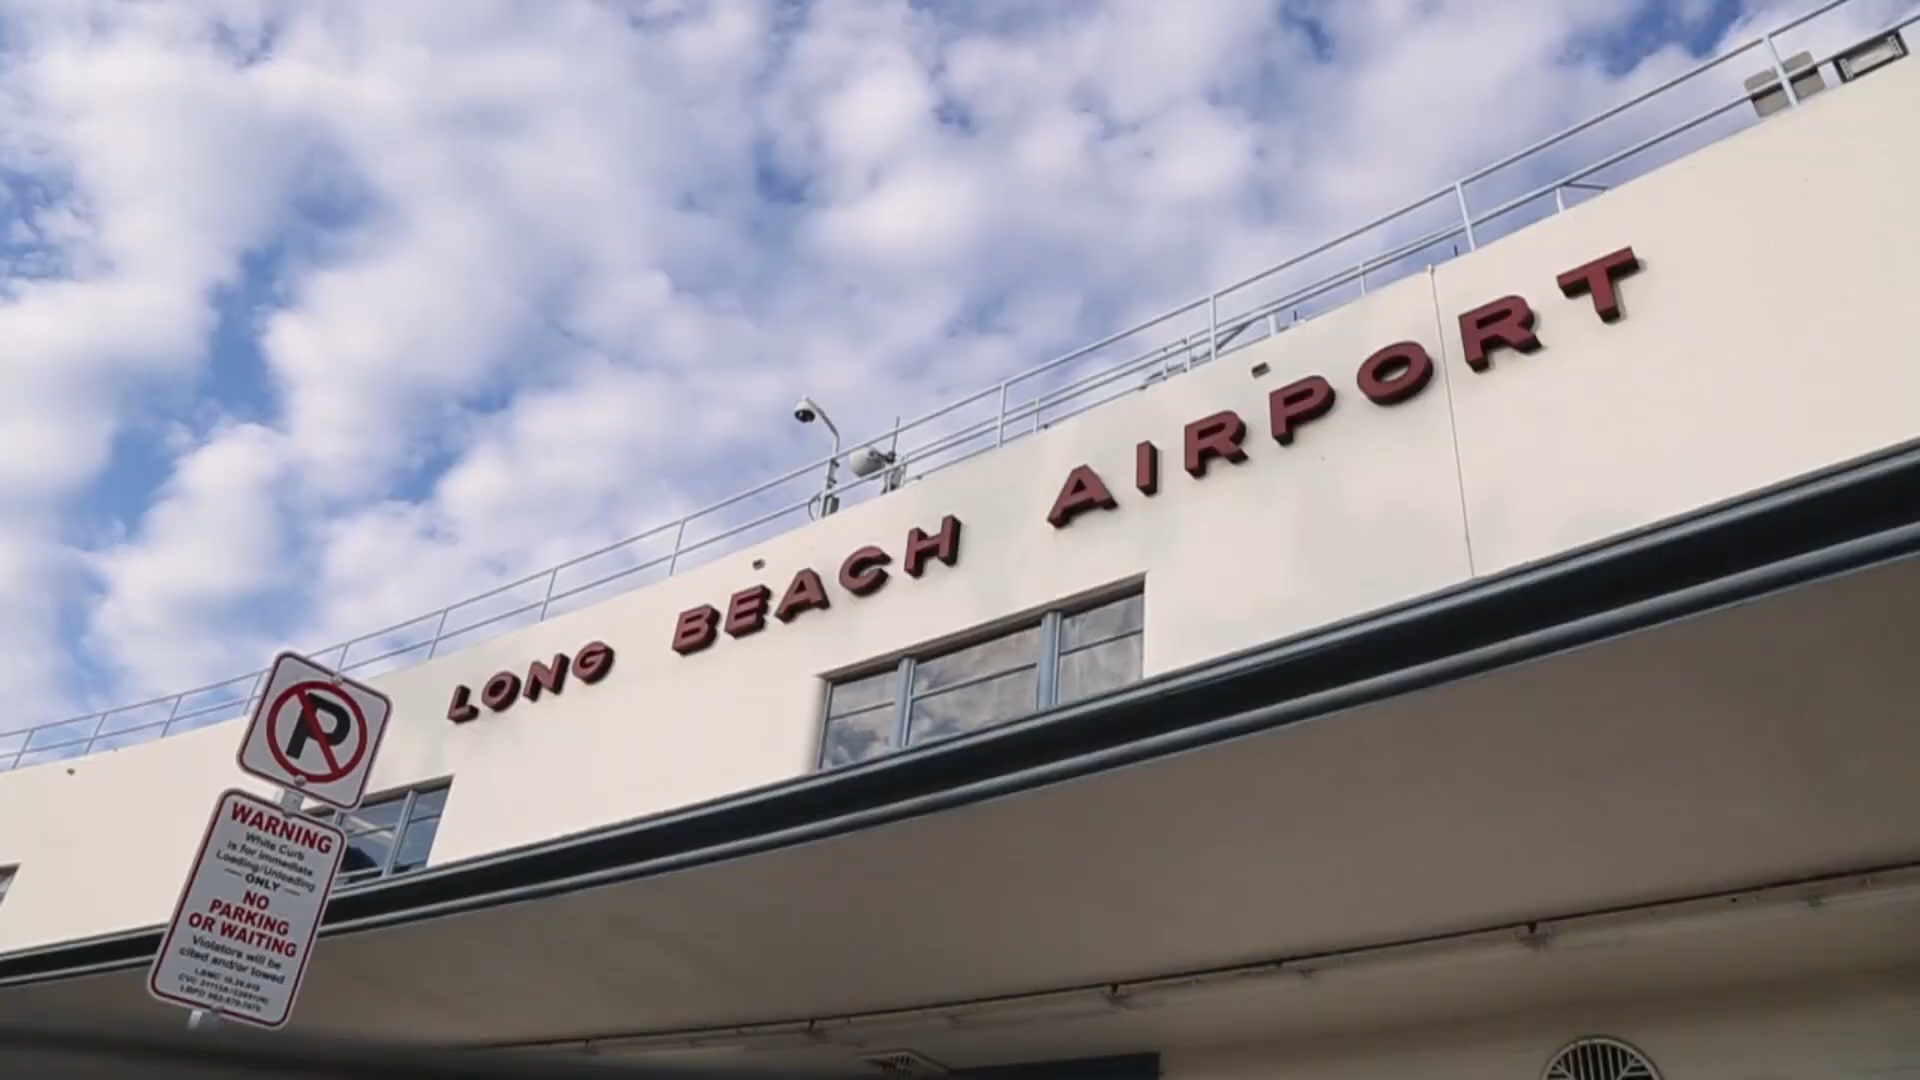 LONG BEACH AIRPORT
P
WARNING
White Curb
is for Immediate
Loading/Unloading
ONLY
NO
PARKING
OR WAITING
Violators will be
cited and/or towed